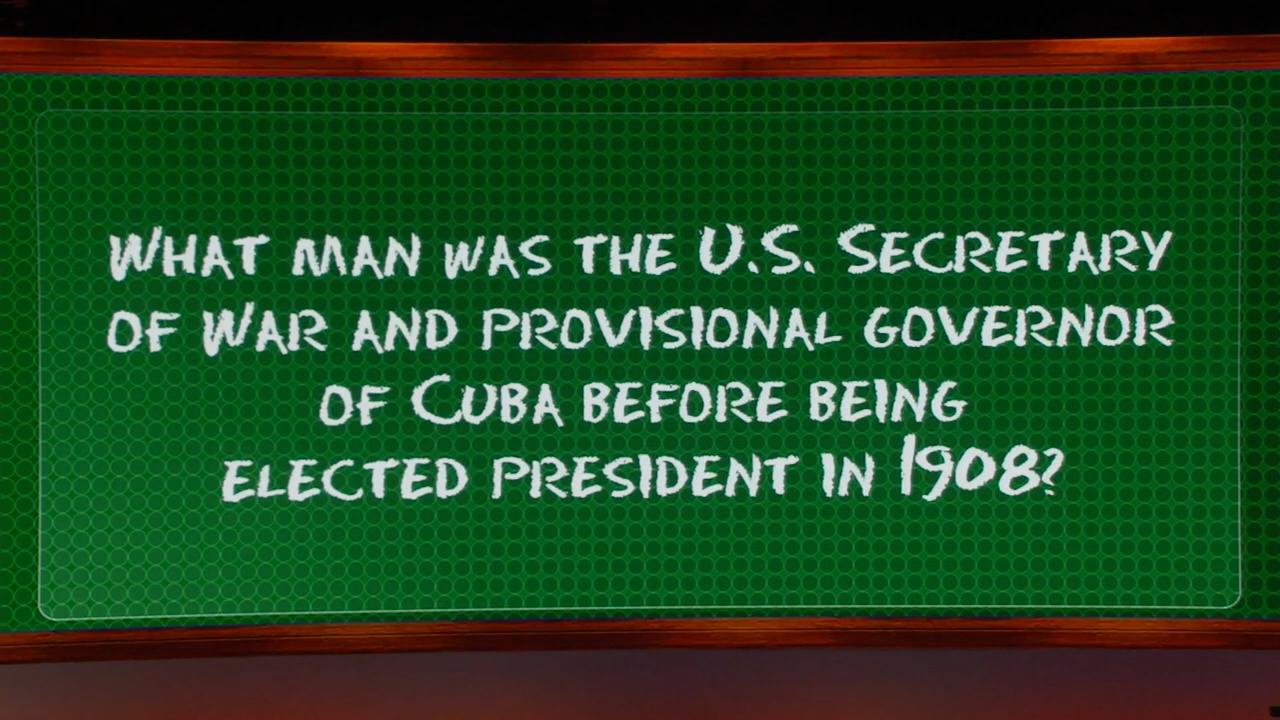 What man was the U.S. Secretary
of War and provisional governor
of Cuba before being
elected president in 1908?